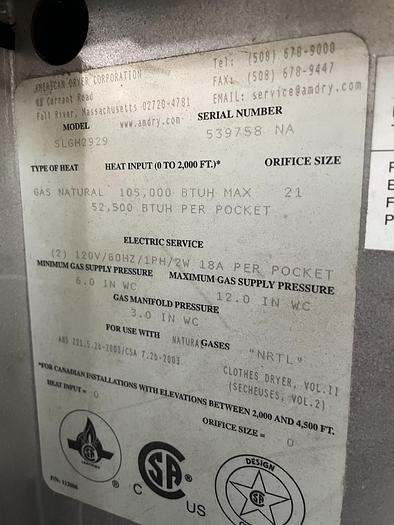 AMERICAN DRYER CORPORATION
88 Currant Road
Fall River, Massachusetts 02720-4781
www.amdry.com
Tel: (508) 678-9000
FAX: (508) 678-9447
EMAIL: service@amdry.com
MODEL SERIAL NUMBER
SLGH2929 539758 NA
TYPE OF HEAT HEAT INPUT (0 TO 2,000 FT.)* ORIFICE SIZE
GAS NATURAL 105,000 BTUH MAX 21
52,500 BTUH PER POCKET
ELECTRIC SERVICE
(2) 120V/60HZ/1PH/2W 18A PER POCKET
MINIMUM GAS SUPPLY PRESSURE MAXIMUM GAS SUPPLY PRESSURE
6.0 IN WC 12.0 IN WC
GAS MANIFOLD PRESSURE
3.0 IN WC
FOR USE WITH NATURAL GASES "NRTL"
CLOTHES DRYER, VOL.II
(SECHEUSES, VOL.2)
*FOR CANADIAN INSTALLATIONS WITH ELEVATIONS BETWEEN 2,000 AND 4,500 FT.
HEAT INPUT = 0 ORIFICE SIZE = 0
DESIGN
CERTIFIED
®
SA
®
C US
P/N: 112006